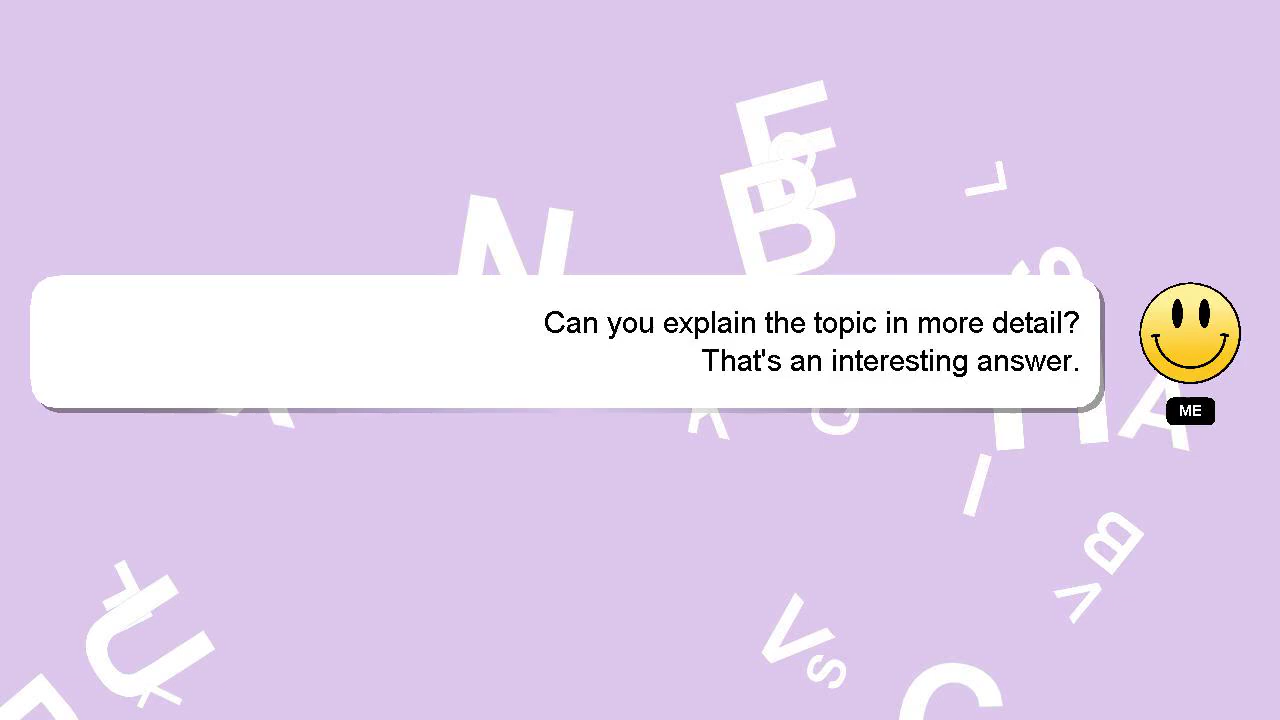 Can you explain the topic in more detail?
That's an interesting answer.
ME
E
B
L
N
S
K
G
A
I
B
V
U
V
S
C